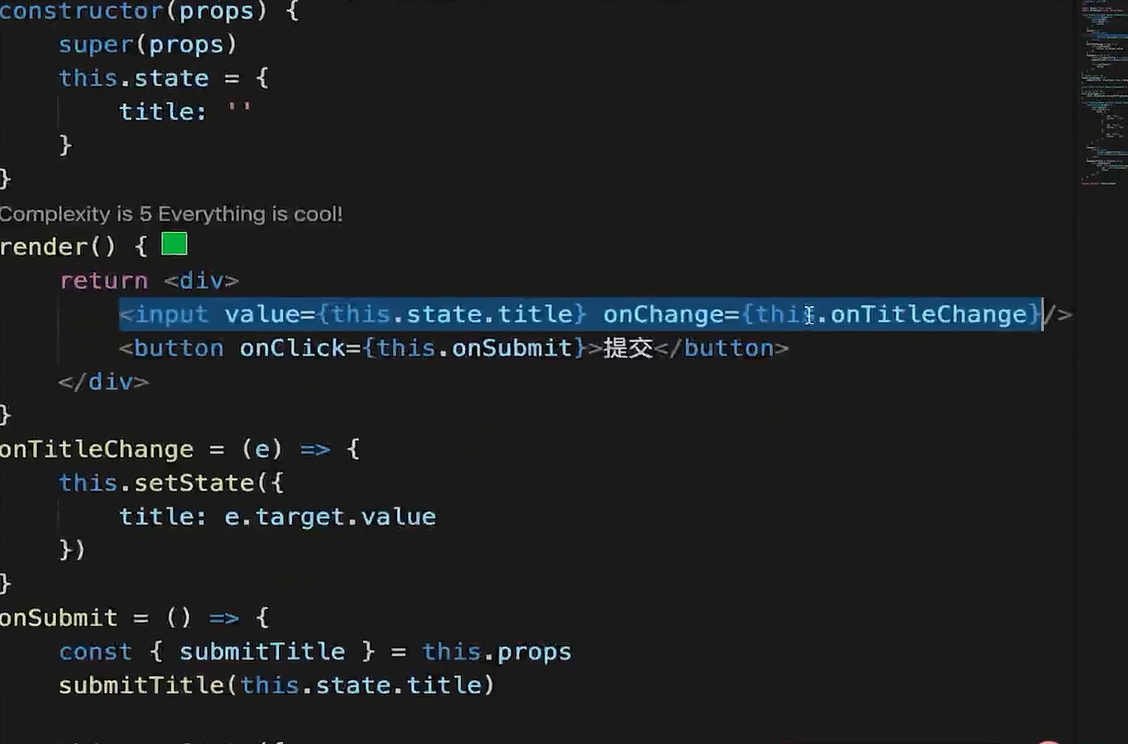 constructor(props) {
super(props)
this.state = {
title: ''
}
}
Complexity is 5 Everything is cool!
render() {
return <div>
<input value={this.state.title} onChange={this.onTitleChange}/>
<button onClick={this.onSubmit}>提交</button>
</div>
}
onTitleChange = (e) => {
this.setState({
title: e.target.value
})
}
onSubmit = () => {
const { submitTitle } = this.props
submitTitle(this.state.title)